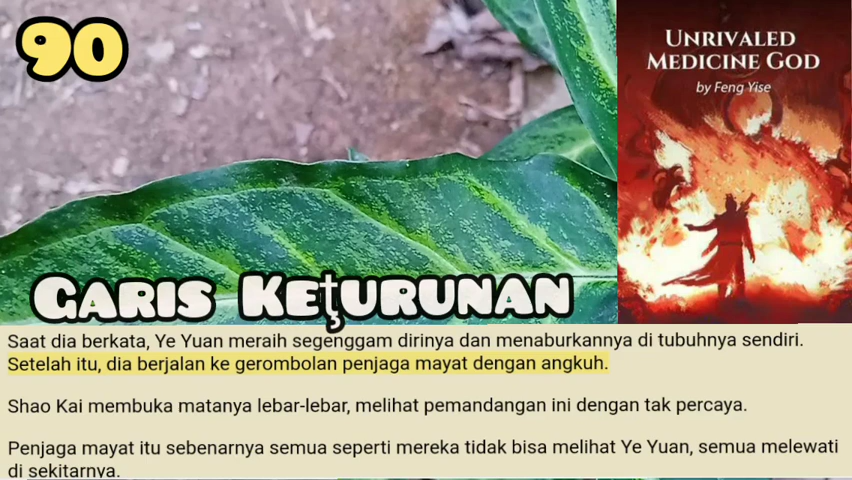 90
UNRIVALED
MEDICINE GOD
by Feng Yise
GARIS KEŢURUNAN
Saat dia berkata, Ye Yuan meraih segenggam dirinya dan menaburkannya di tubuhnya sendiri.
Setelah itu, dia berjalan ke gerombolan penjaga mayat dengan angkuh.
Shao Kai membuka matanya lebar-lebar, melihat pemandangan ini dengan tak percaya.
Penjaga mayat itu sebenarnya semua seperti mereka tidak bisa melihat Ye Yuan, semua melewati
di sekitarnya.